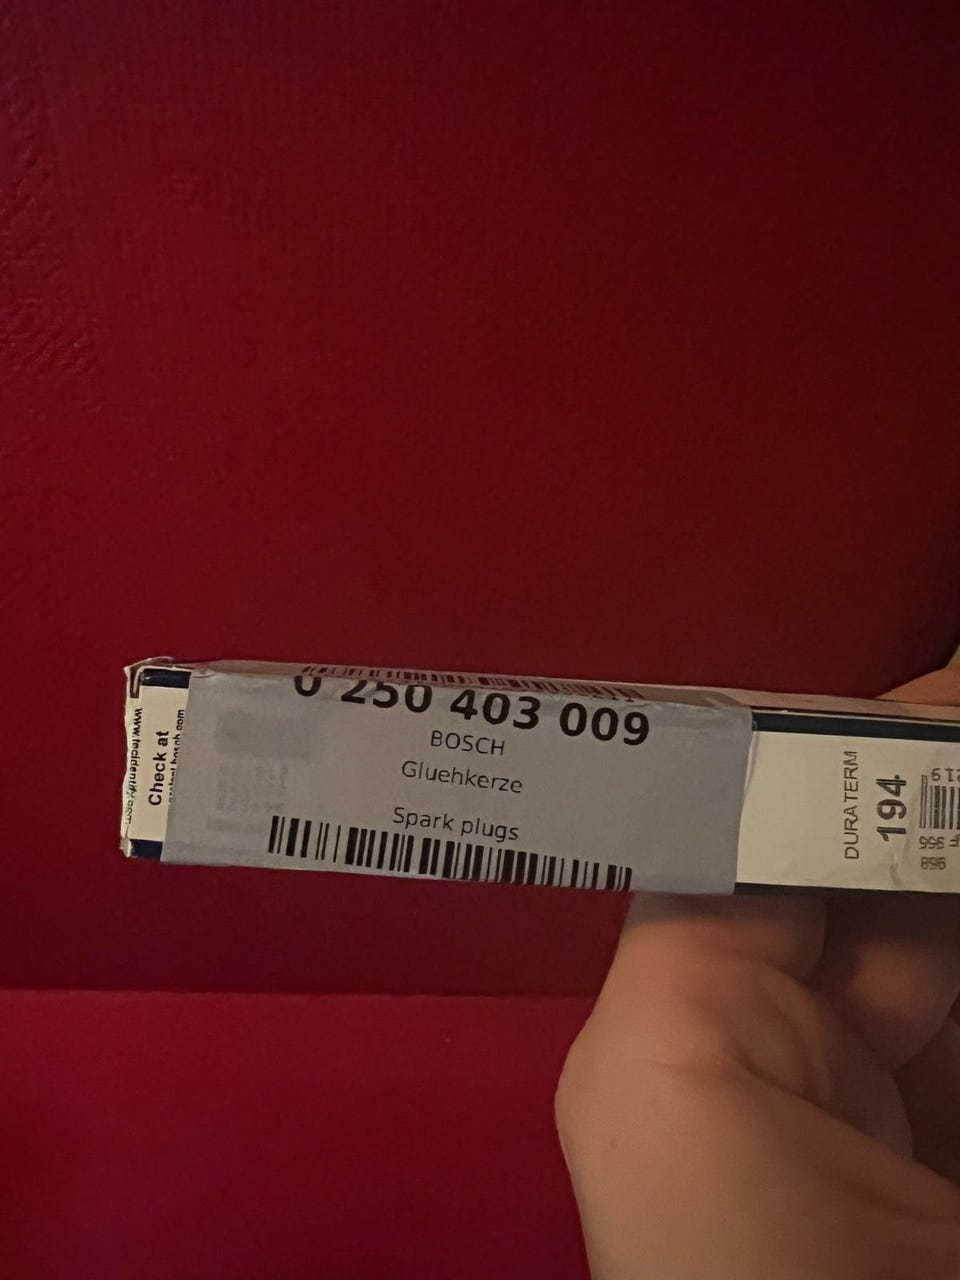 0 250 403 009
BOSCH
Gluehkerze
Spark plugs
Check at
DURATERM
194